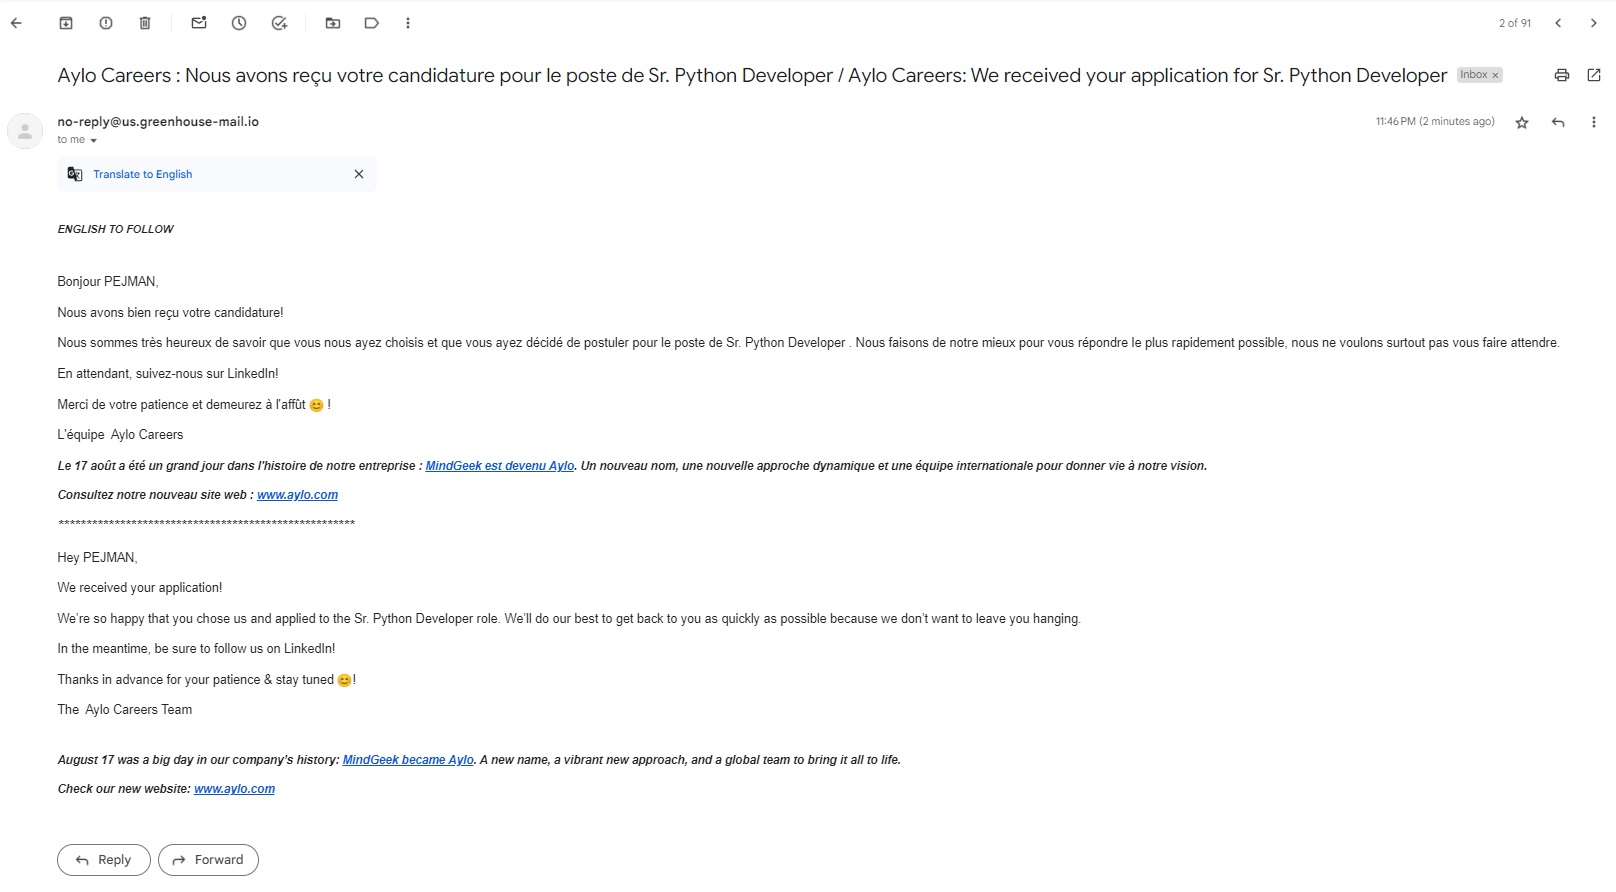 2 of 91
Aylo Careers : Nous avons reçu votre candidature pour le poste de Sr. Python Developer / Aylo Careers: We received your application for Sr. Python Developer
Inbox ×
no-reply@us.greenhouse-mail.io
11:46 PM (2 minutes ago)
to me
Translate to English
ENGLISH TO FOLLOW
Bonjour PEJMAN,
Nous avons bien reçu votre candidature!
Nous sommes très heureux de savoir que vous nous ayez choisis et que vous ayez décidé de postuler pour le poste de Sr. Python Developer . Nous faisons de notre mieux pour vous répondre le plus rapidement possible, nous ne voulons surtout pas vous faire attendre.
En attendant, suivez-nous sur LinkedIn!
Merci de votre patience et demeurez à l'affût 😊 !
L'équipe  Aylo Careers
Le 17 août a été un grand jour dans l'histoire de notre entreprise : MindGeek est devenu Aylo. Un nouveau nom, une nouvelle approche dynamique et une équipe internationale pour donner vie à notre vision.
Consultez notre nouveau site web : www.aylo.com
*****************************************************
Hey PEJMAN,
We received your application!
We're so happy that you chose us and applied to the Sr. Python Developer role. We'll do our best to get back to you as quickly as possible because we don't want to leave you hanging.
In the meantime, be sure to follow us on LinkedIn!
Thanks in advance for your patience & stay tuned 😊!
The  Aylo Careers Team
August 17 was a big day in our company's history: MindGeek became Aylo. A new name, a vibrant new approach, and a global team to bring it all to life.
Check our new website: www.aylo.com
Reply
Forward